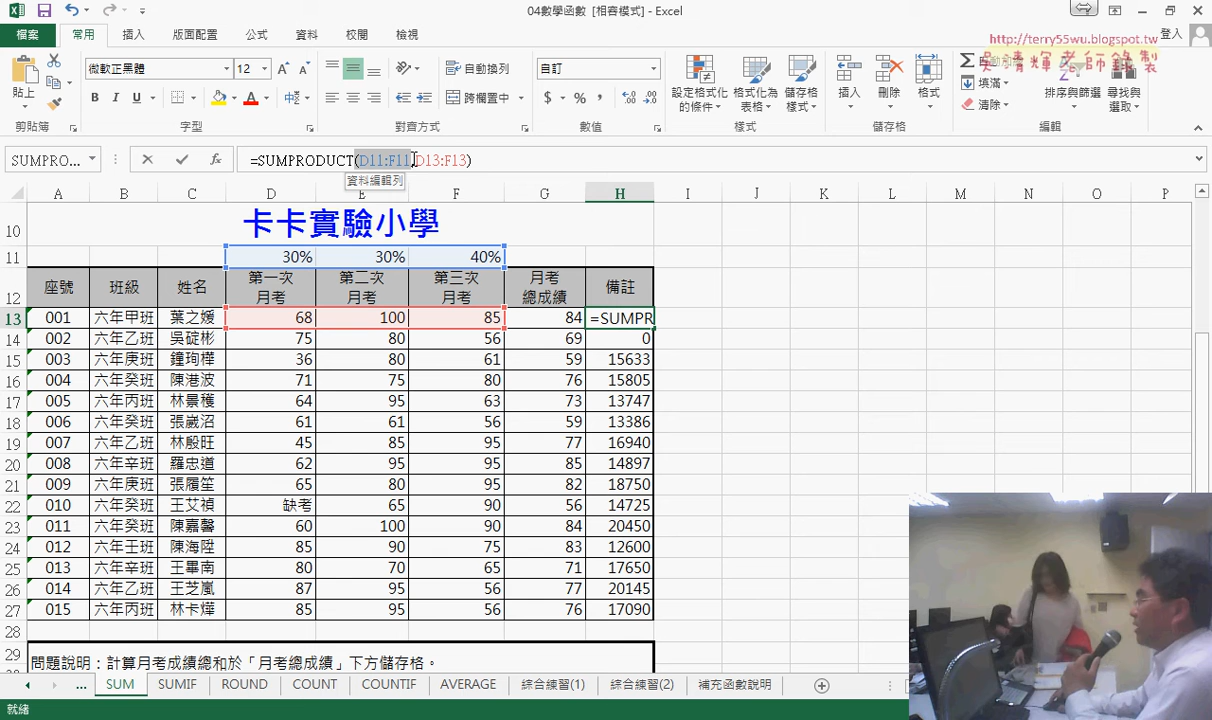 04數學函數 [相容模式] - Excel
檔案 常用 插入 版面配置 公式 資料 校閱 檢視 登入
http://terry55wu.blogspot.tw
吳清輝老師錄製
貼上 微軟正黑體 12 自動換列 自訂 設定格式化的條件 格式化為表格 儲存格樣式 插入 刪除 格式 填滿 排序與篩選 尋找與選取
B I U 跨欄置中 $ % , 清除
剪貼簿 字型 對齊方式 數值 樣式 儲存格 編輯
SUMPRO... =SUMPRODUCT(D11:F11,D13:F13)
資料編輯列
A B C D E F G H I J K L M N O P
10 卡卡實驗小學
11 30% 30% 40%
12 座號 班級 姓名 第一次月考 第二次月考 第三次月考 月考總成績 備註
13 001 六年甲班 葉之媛 68 100 85 84 =SUMPR
14 002 六年乙班 吳碇彬 75 80 56 69 0
15 003 六年庚班 鐘珣樺 36 80 61 59 15633
16 004 六年癸班 陳港波 71 75 80 76 15805
17 005 六年丙班 林景穫 64 95 63 73 13747
18 006 六年癸班 張嵗沼 61 61 56 59 13386
19 007 六年乙班 林殷旺 45 85 95 77 16940
20 008 六年辛班 羅忠道 62 95 95 85 14897
21 009 六年庚班 張履笙 65 80 95 82 18750
22 010 六年癸班 王艾禎 缺考 65 90 56 14725
23 011 六年癸班 陳嘉馨 60 100 90 84 20450
24 012 六年壬班 陳海陞 85 90 75 83 12600
25 013 六年辛班 王畢南 80 70 65 71 17650
26 014 六年乙班 王芝嵐 87 95 56 77 20145
27 015 六年丙班 林卡燁 85 95 56 76 17090
28
29 問題說明：計算月考成績總和於「月考總成績」下方儲存格。
... SUM SUMIF ROUND COUNT COUNTIF AVERAGE 綜合練習(1) 綜合練習(2) 補充函數說明
就緒